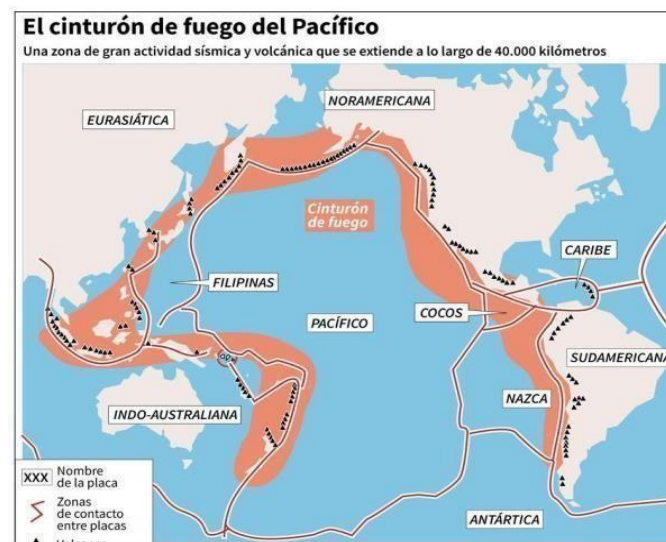 El cinturón de fuego del Pacífico
Una zona de gran actividad sísmica y volcánica que se extiende a lo largo de 40.000 kilómetros
NORAMERICANA
EURASIÁTICA
Cinturón
de fuego
CARIBE
FILIPINAS
PACÍFICO
COCOS
SUDAMERICANA
INDO-AUSTRALIANA
NAZCA
XXX Nombre
de la placa
Zonas
de contacto
entre placas
ANTÁRTICA